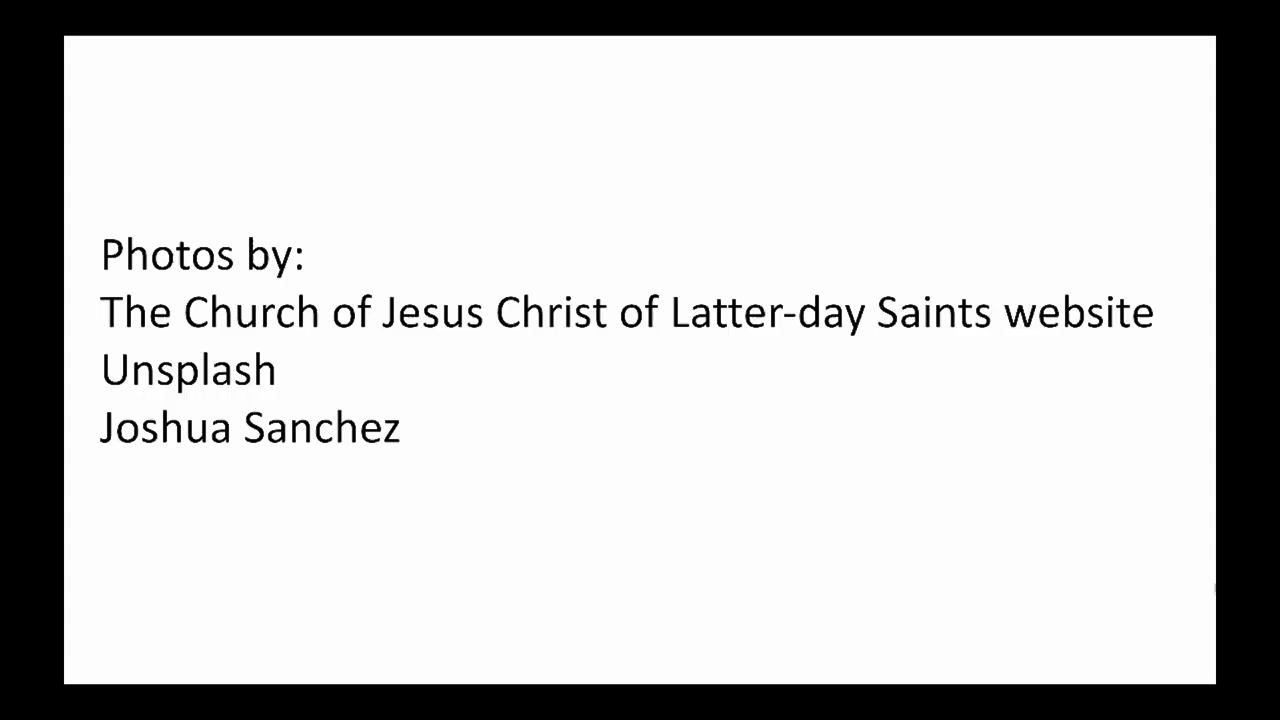 Photos by:
The Church of Jesus Christ of Latter-day Saints website
Unsplash
Joshua Sanchez